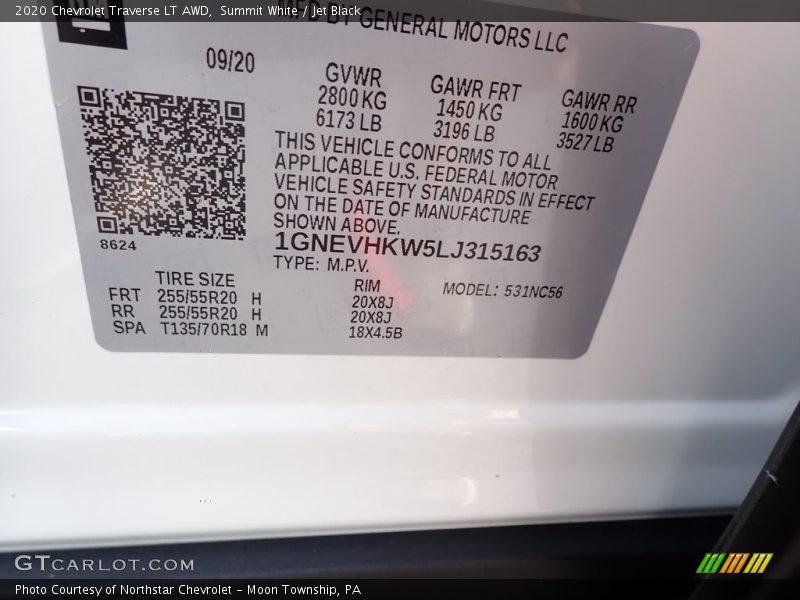 2020 Chevrolet Traverse LT AWD, Summit White / Jet Black
MFD BY GENERAL MOTORS LLC
09/20
GVWR
2800 KG
6173 LB
GAWR FRT
1450 KG
3196 LB
GAWR RR
1600 KG
3527 LB
THIS VEHICLE CONFORMS TO ALL
APPLICABLE U.S. FEDERAL MOTOR
VEHICLE SAFETY STANDARDS IN EFFECT
ON THE DATE OF MANUFACTURE
SHOWN ABOVE.
8624
1GNEVHKW5LJ315163
TYPE: M.P.V.
TIRE SIZE RIM MODEL: 531NC56
FRT 255/55R20 H 20X8J
RR 255/55R20 H 20X8J
SPA T135/70R18 M 18X4.5B
GTCARLOT.COM
Photo Courtesy of Northstar Chevrolet - Moon Township, PA